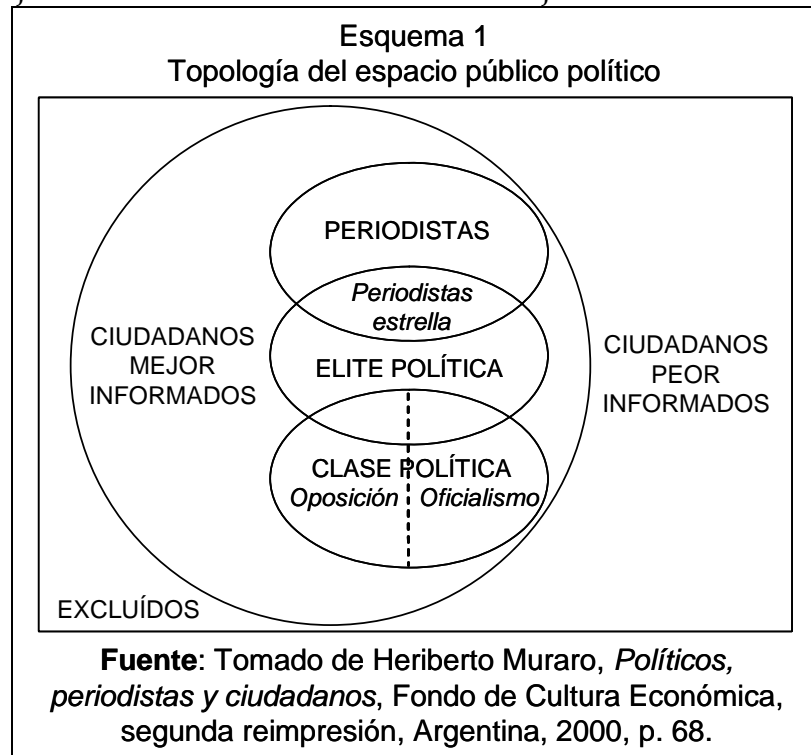 Esquema 1
Topología del espacio público político
PERIODISTAS
Periodistas
estrella
CIUDADANOS
MEJOR
INFORMADOS
ELITE POLÍTICA
CIUDADANOS
PEOR
INFORMADOS
CLASE POLÍTICA
Oposición Oficialismo
EXCLUÍDOS
Fuente: Tomado de Heriberto Muraro, Políticos,
periodistas y ciudadanos, Fondo de Cultura Económica,
segunda reimpresión, Argentina, 2000, p. 68.